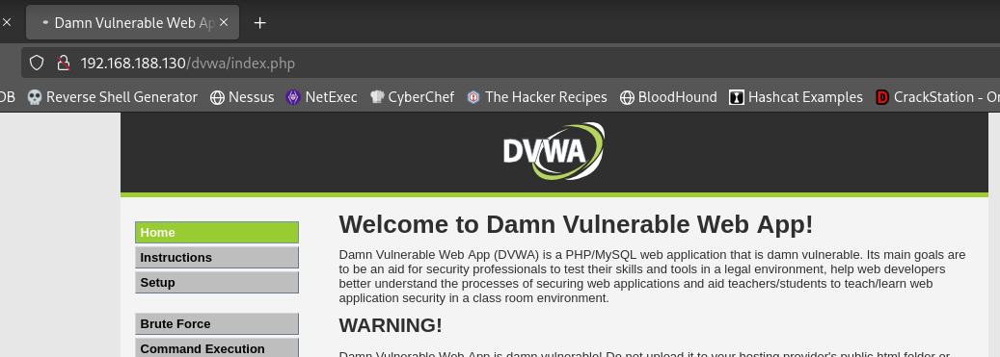 Damn Vulnerable Web Ap
192.168.188.130/dvwa/index.php
DB Reverse Shell Generator Nessus NetExec CyberChef The Hacker Recipes BloodHound Hashcat Examples CrackStation - Or
DVWA
Home
Instructions
Setup
Brute Force
Command Execution
Welcome to Damn Vulnerable Web App!
Damn Vulnerable Web App (DVWA) is a PHP/MySQL web application that is damn vulnerable. Its main goals are
to be an aid for security professionals to test their skills and tools in a legal environment, help web developers
better understand the processes of securing web applications and aid teachers/students to teach/learn web
application security in a class room environment.
WARNING!
Damn Vulnerable Web App is damn vulnerable! Do not upload it to your hosting provider's public html folder or